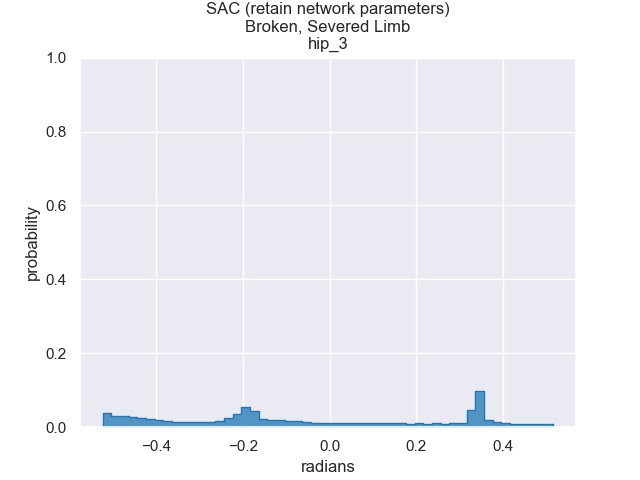 SAC (retain network parameters)
Broken, Severed Limb
hip_3
1.0
0.8
0.6
0.4
0.2
0.0
probability
−0.4
−0.2
0.0
0.2
0.4
radians